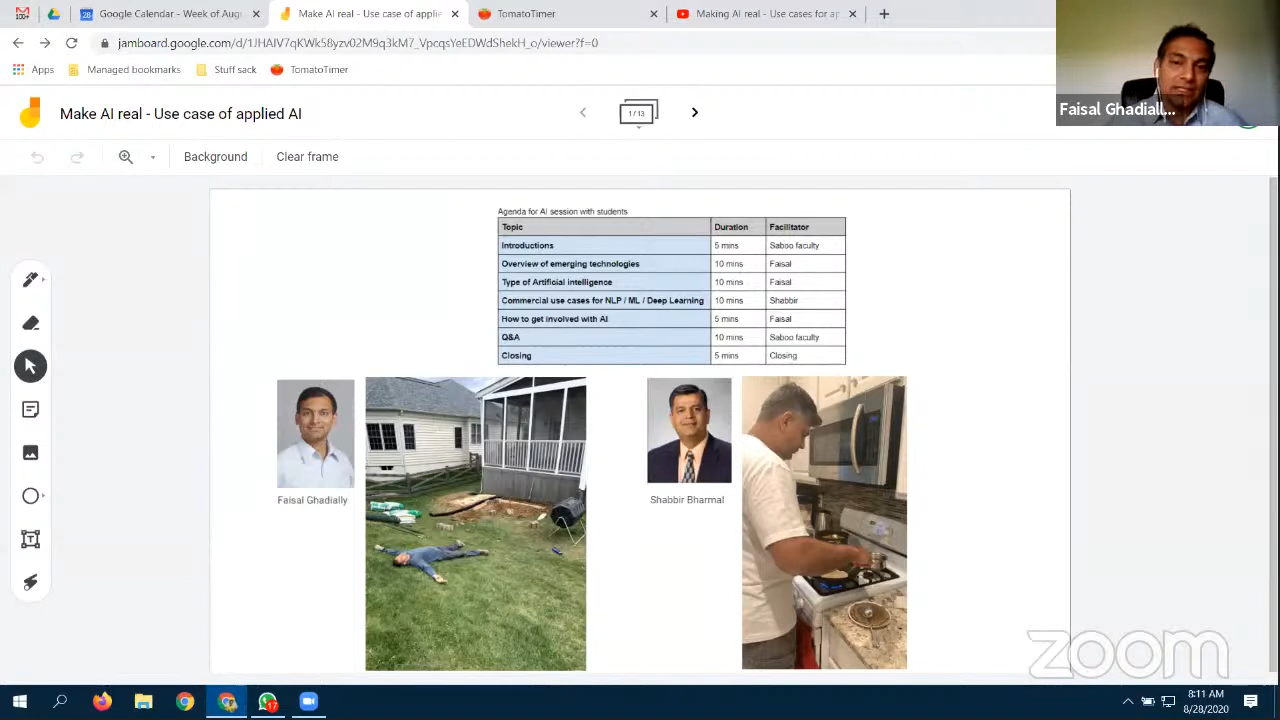 Google Calendar - Week of Aug
Make AI real - Use case of applie
TomatoTimer
Making AI real - Use cases for ap
jamboard.google.com/d/1JHAIV7qKWk58yzv02M9q3kM7_VpcqsYeEDWdShekH_o/viewer?f=0
Apps
Managed bookmarks
Stuff sack
TomatoTimer
Faisal Ghadiall...
Make AI real - Use case of applied AI
1 / 13
Background
Clear frame
Agenda for AI session with students
Topic Duration Facilitator
Introductions 5 mins Saboo faculty
Overview of emerging technologies 10 mins Faisal
Type of Artificial intelligence 10 mins Faisal
Commercial use cases for NLP / ML / Deep Learning 10 mins Shabbir
How to get involved with AI 5 mins Faisal
Q&A 10 mins Saboo faculty
Closing 5 mins Closing
Faisal Ghadially
Shabbir Bharmal
zoom
17
8:11 AM
8/28/2020